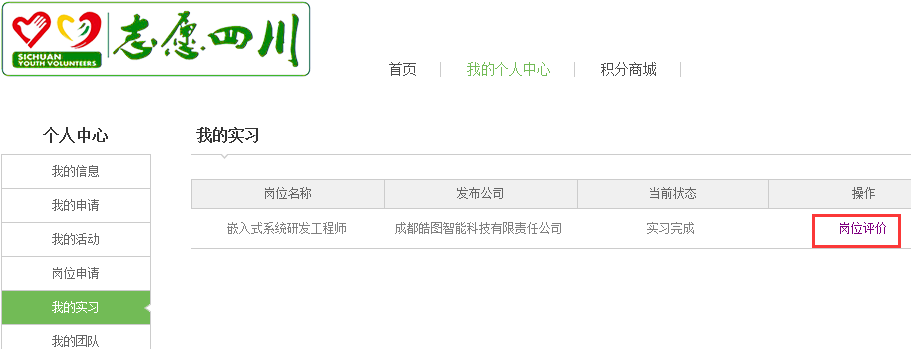 志愿四川
SICHUAN
YOUTH VOLUNTEERS
首页 我的个人中心 积分商城
个人中心
我的信息
我的申请
我的活动
岗位申请
我的实习
我的团队
我的实习
岗位名称 发布公司 当前状态 操作
嵌入式系统研发工程师 成都皓图智能科技有限责任公司 实习完成 岗位评价